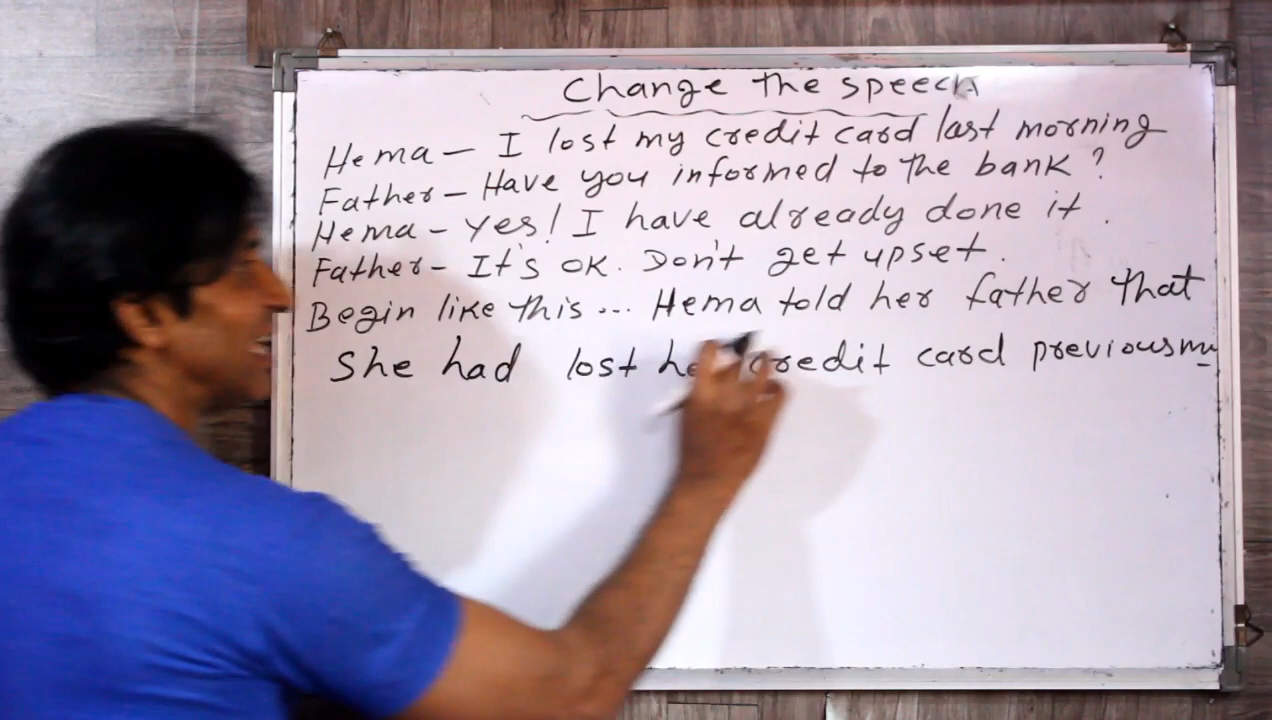 Change the speech
Hema - I lost my credit card last morning
Father - Have you informed to the bank?
Hema - Yes! I have already done it.
Father - It's ok. Don't get upset.
Begin like this... Hema told her father that
She had lost credit card previous